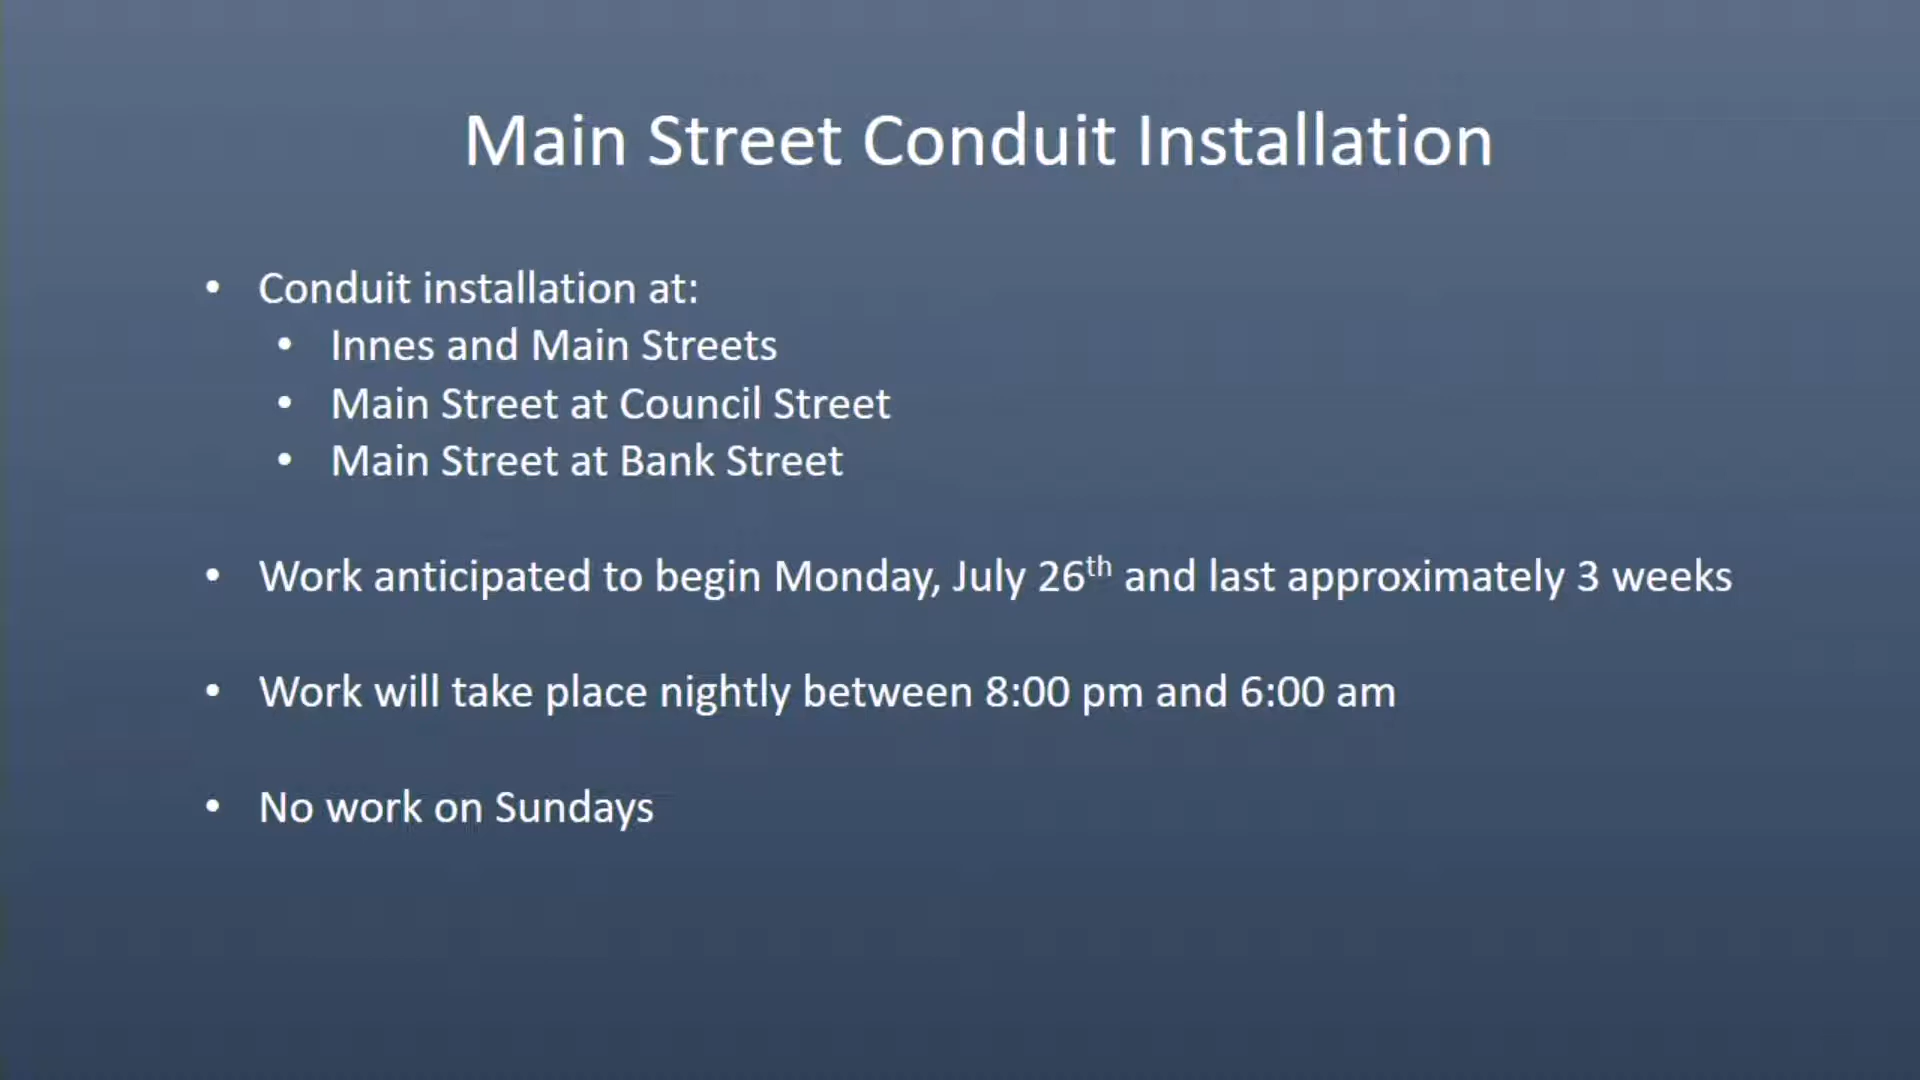 Main Street Conduit Installation
• Conduit installation at:
• Innes and Main Streets
• Main Street at Council Street
• Main Street at Bank Street
• Work anticipated to begin Monday, July 26th and last approximately 3 weeks
• Work will take place nightly between 8:00 pm and 6:00 am
• No work on Sundays